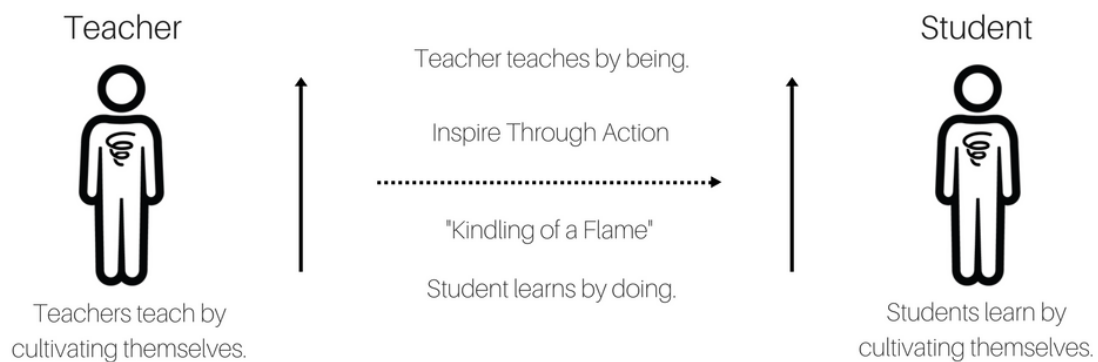 Teacher
Teachers teach by
cultivating themselves.
Teacher teaches by being.
Inspire Through Action
"Kindling of a Flame"
Student learns by doing.
Student
Students learn by
cultivating themselves.